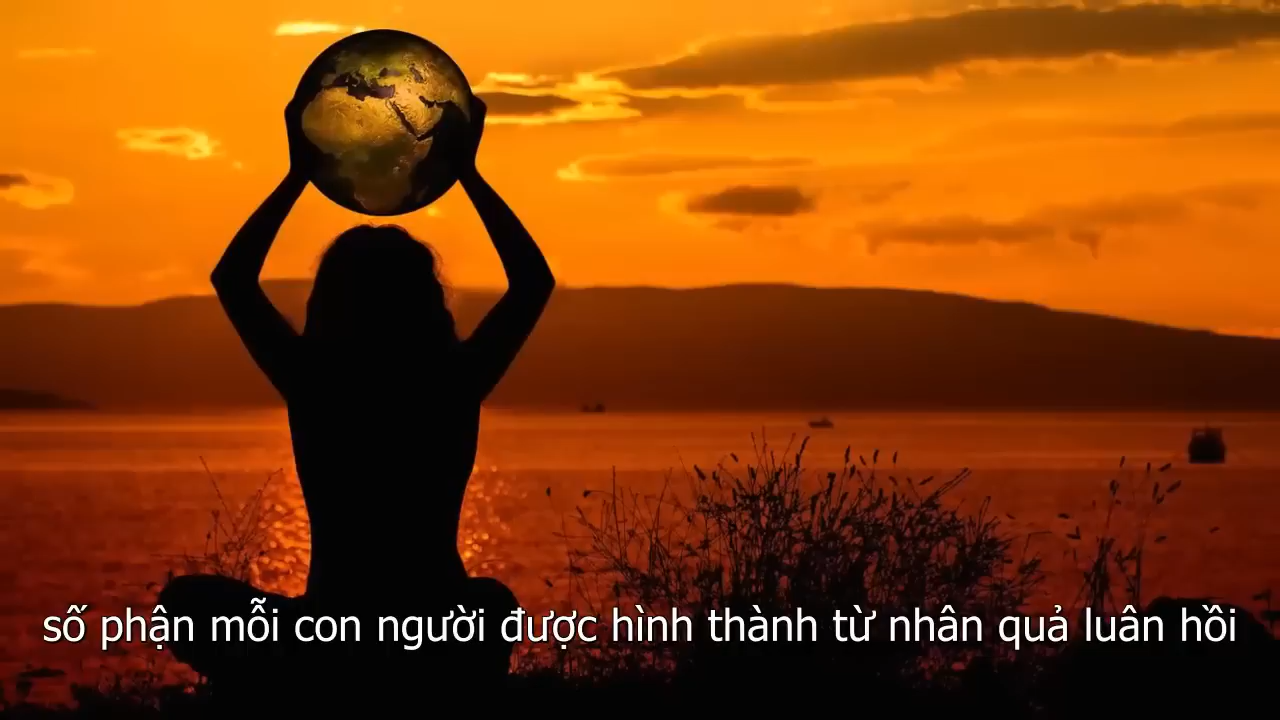 số phận mỗi con người được hình thành từ nhân quả luân hồi